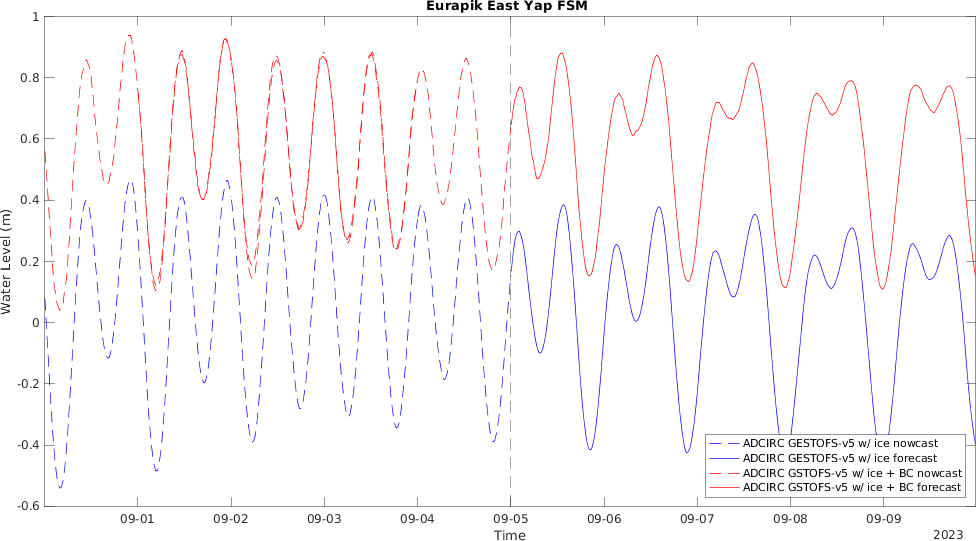 Eurapik East Yap FSM
1
0.8
0.6
0.4
0.2
0
-0.2
-0.4
-0.6
Water Level (m)
ADCIRC GESTOFS-v5 w/ ice nowcast
ADCIRC GESTOFS-v5 w/ ice forecast
ADCIRC GSTOFS-v5 w/ ice + BC nowcast
ADCIRC GSTOFS-v5 w/ ice + BC forecast
09-01 09-02 09-03 09-04 09-05 09-06 09-07 09-08 09-09
Time
2023